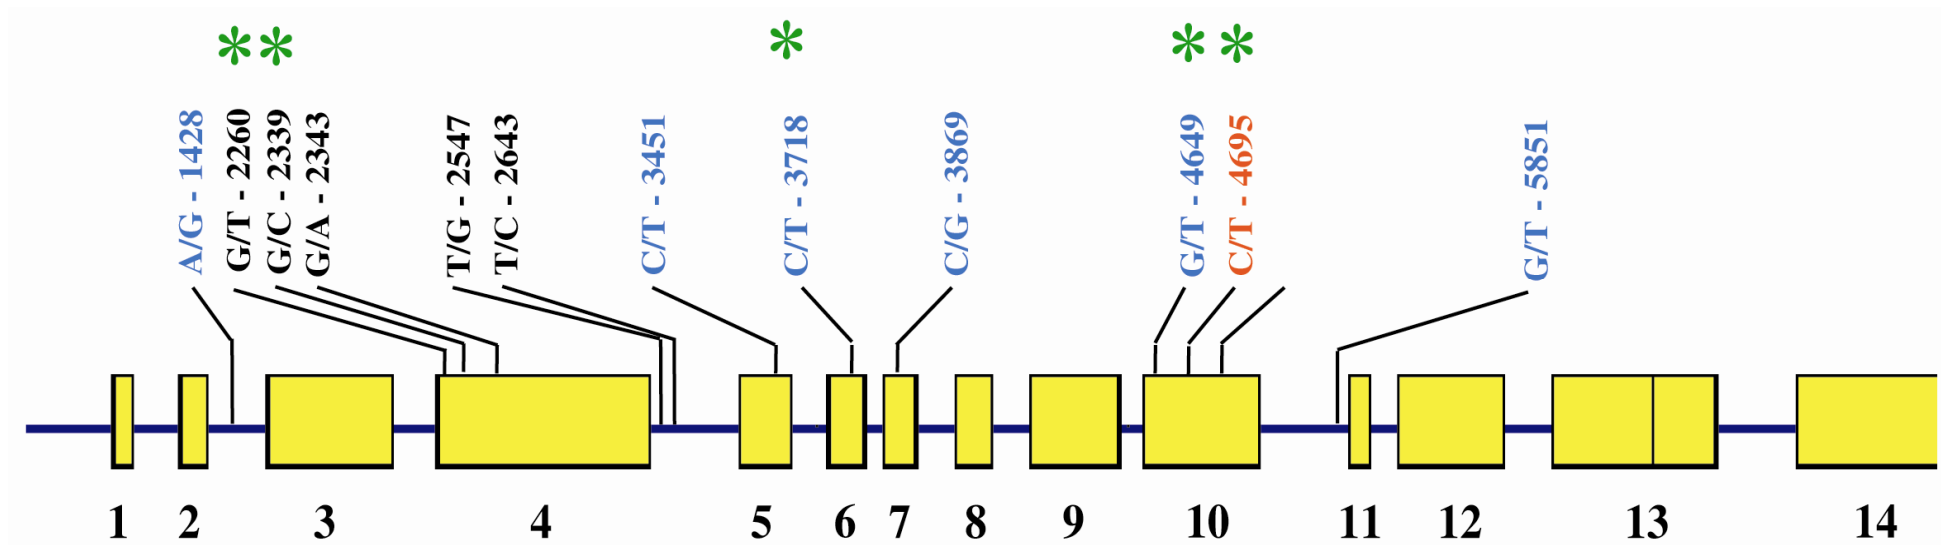 * * * * *
A/G - 1428
G/T - 2260
G/C - 2339
G/A - 2343
T/G - 2547
T/C - 2643
C/T - 3451
C/T - 3718
C/G - 3869
G/T - 4649
C/T - 4695
G/T - 5851
1 2 3 4 5 6 7 8 9 10 11 12 13 14